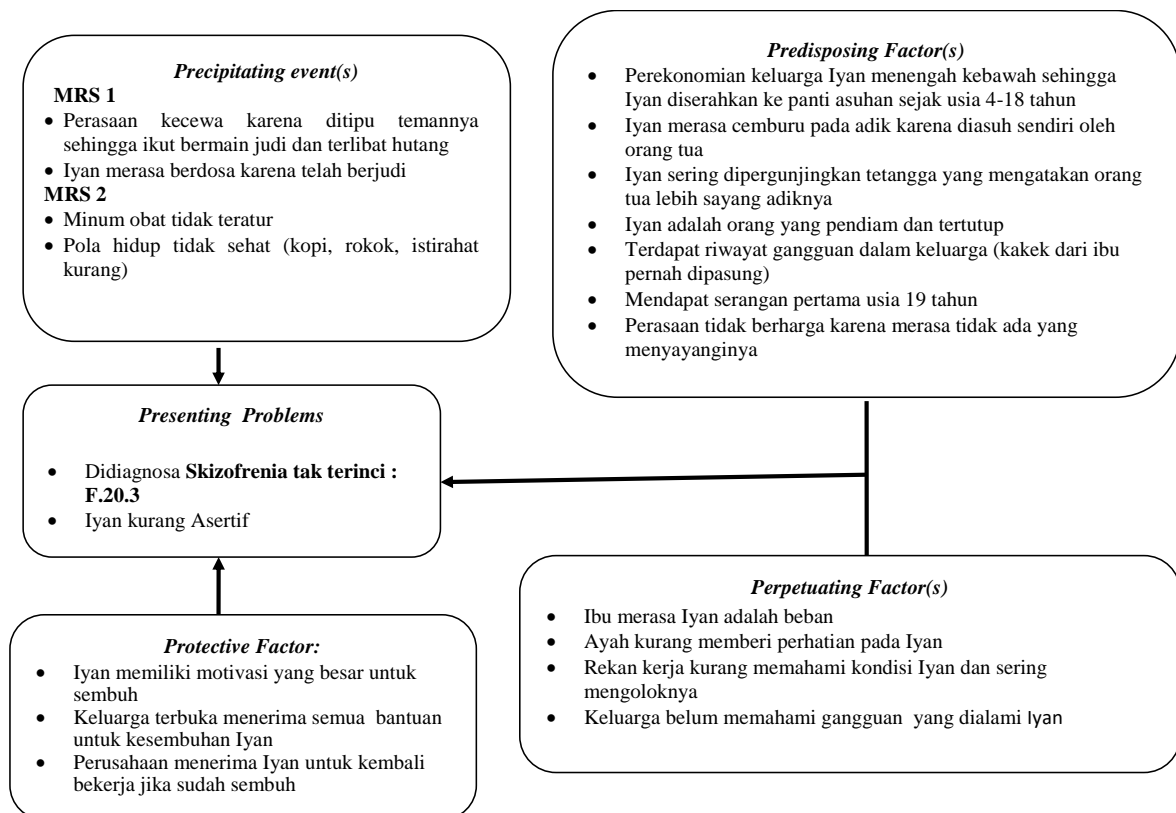 Precipitating event(s)
MRS 1
• Perasaan kecewa karena ditipu temannya
sehingga ikut bermain judi dan terlibat hutang
• Iyan merasa berdosa karena telah berjudi
MRS 2
• Minum obat tidak teratur
• Pola hidup tidak sehat (kopi, rokok, istirahat
kurang)
Predisposing Factor(s)
• Perekonomian keluarga Iyan menengah kebawah sehingga
Iyan diserahkan ke panti asuhan sejak usia 4-18 tahun
• Iyan merasa cemburu pada adik karena diasuh sendiri oleh
orang tua
• Iyan sering dipergunjingkan tetangga yang mengatakan orang
tua lebih sayang adiknya
• Iyan adalah orang yang pendiam dan tertutup
• Terdapat riwayat gangguan dalam keluarga (kakek dari ibu
pernah dipasung)
• Mendapat serangan pertama usia 19 tahun
• Perasaan tidak berharga karena merasa tidak ada yang
menyayanginya
Presenting Problems
• Didiagnosa Skizofrenia tak terinci :
F.20.3
• Iyan kurang Asertif
Protective Factor:
• Iyan memiliki motivasi yang besar untuk
sembuh
• Keluarga terbuka menerima semua bantuan
untuk kesembuhan Iyan
• Perusahaan menerima Iyan untuk kembali
bekerja jika sudah sembuh
Perpetuating Factor(s)
• Ibu merasa Iyan adalah beban
• Ayah kurang memberi perhatian pada Iyan
• Rekan kerja kurang memahami kondisi Iyan dan sering
mengoloknya
• Keluarga belum memahami gangguan yang dialami Iyan